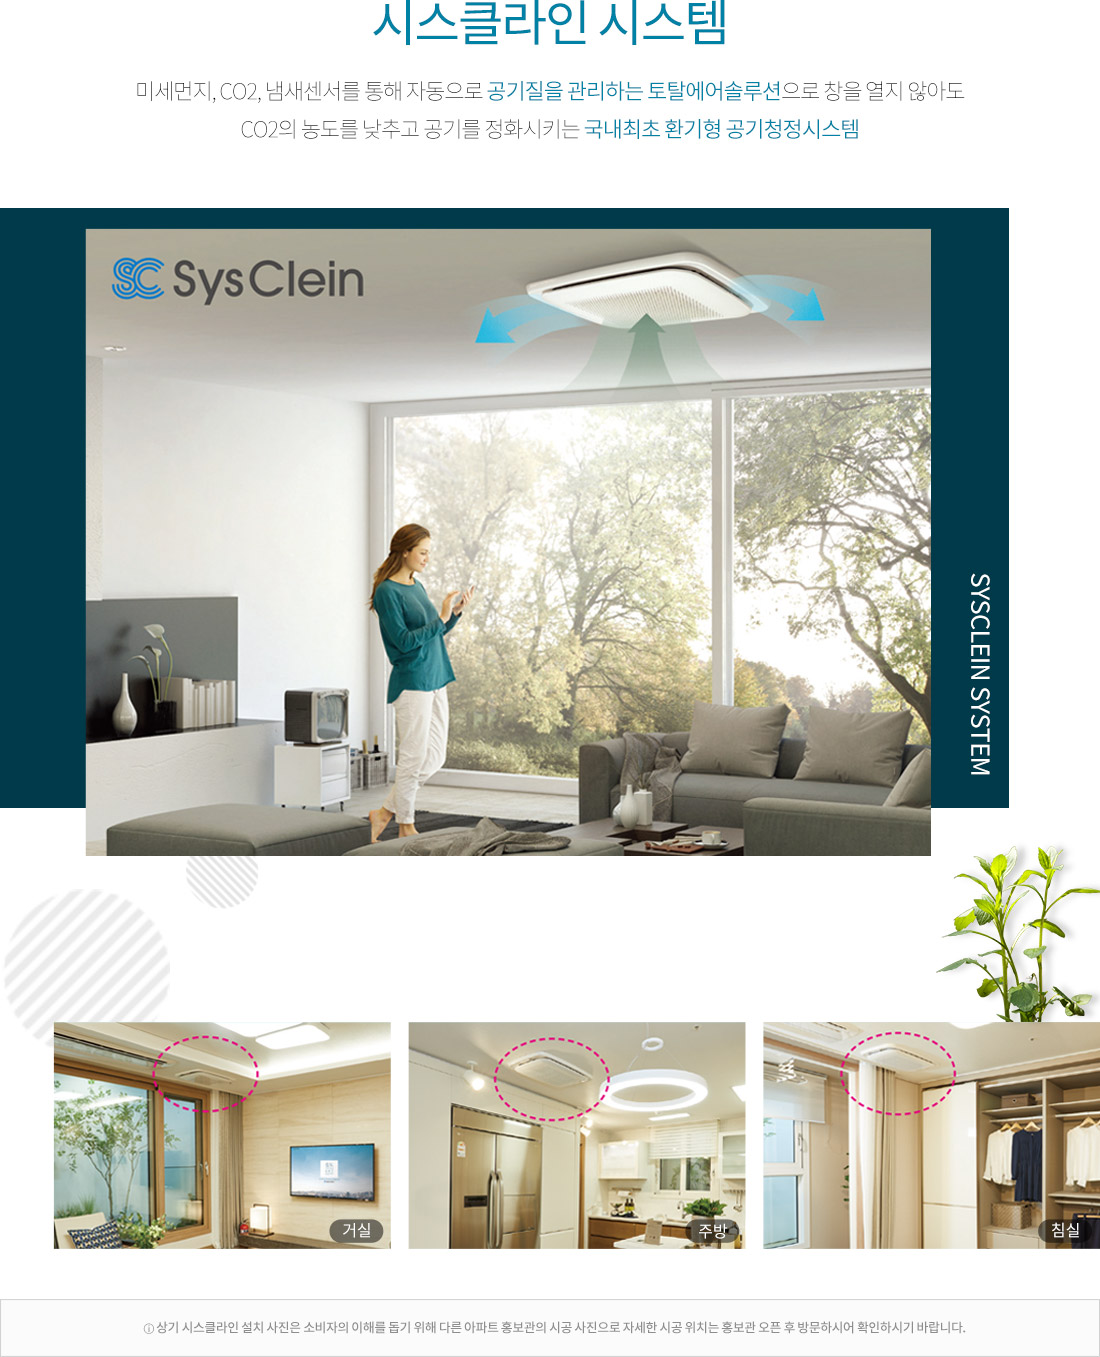 시스클라인 시스템
미세먼지, CO2, 냄새센서를 통해 자동으로 공기질을 관리하는 토탈에어솔루션으로 창을 열지 않아도
CO2의 농도를 낮추고 공기를 정화시키는 국내최초 환기형 공기청정시스템
SC SysClein
SYSCLEIN SYSTEM
거실
주방
침실
ⓘ 상기 시스클라인 설치 사진은 소비자의 이해를 돕기 위해 다른 아파트 홍보관의 시공 사진으로 자세한 시공 위치는 홍보관 오픈 후 방문하시어 확인하시기 바랍니다.